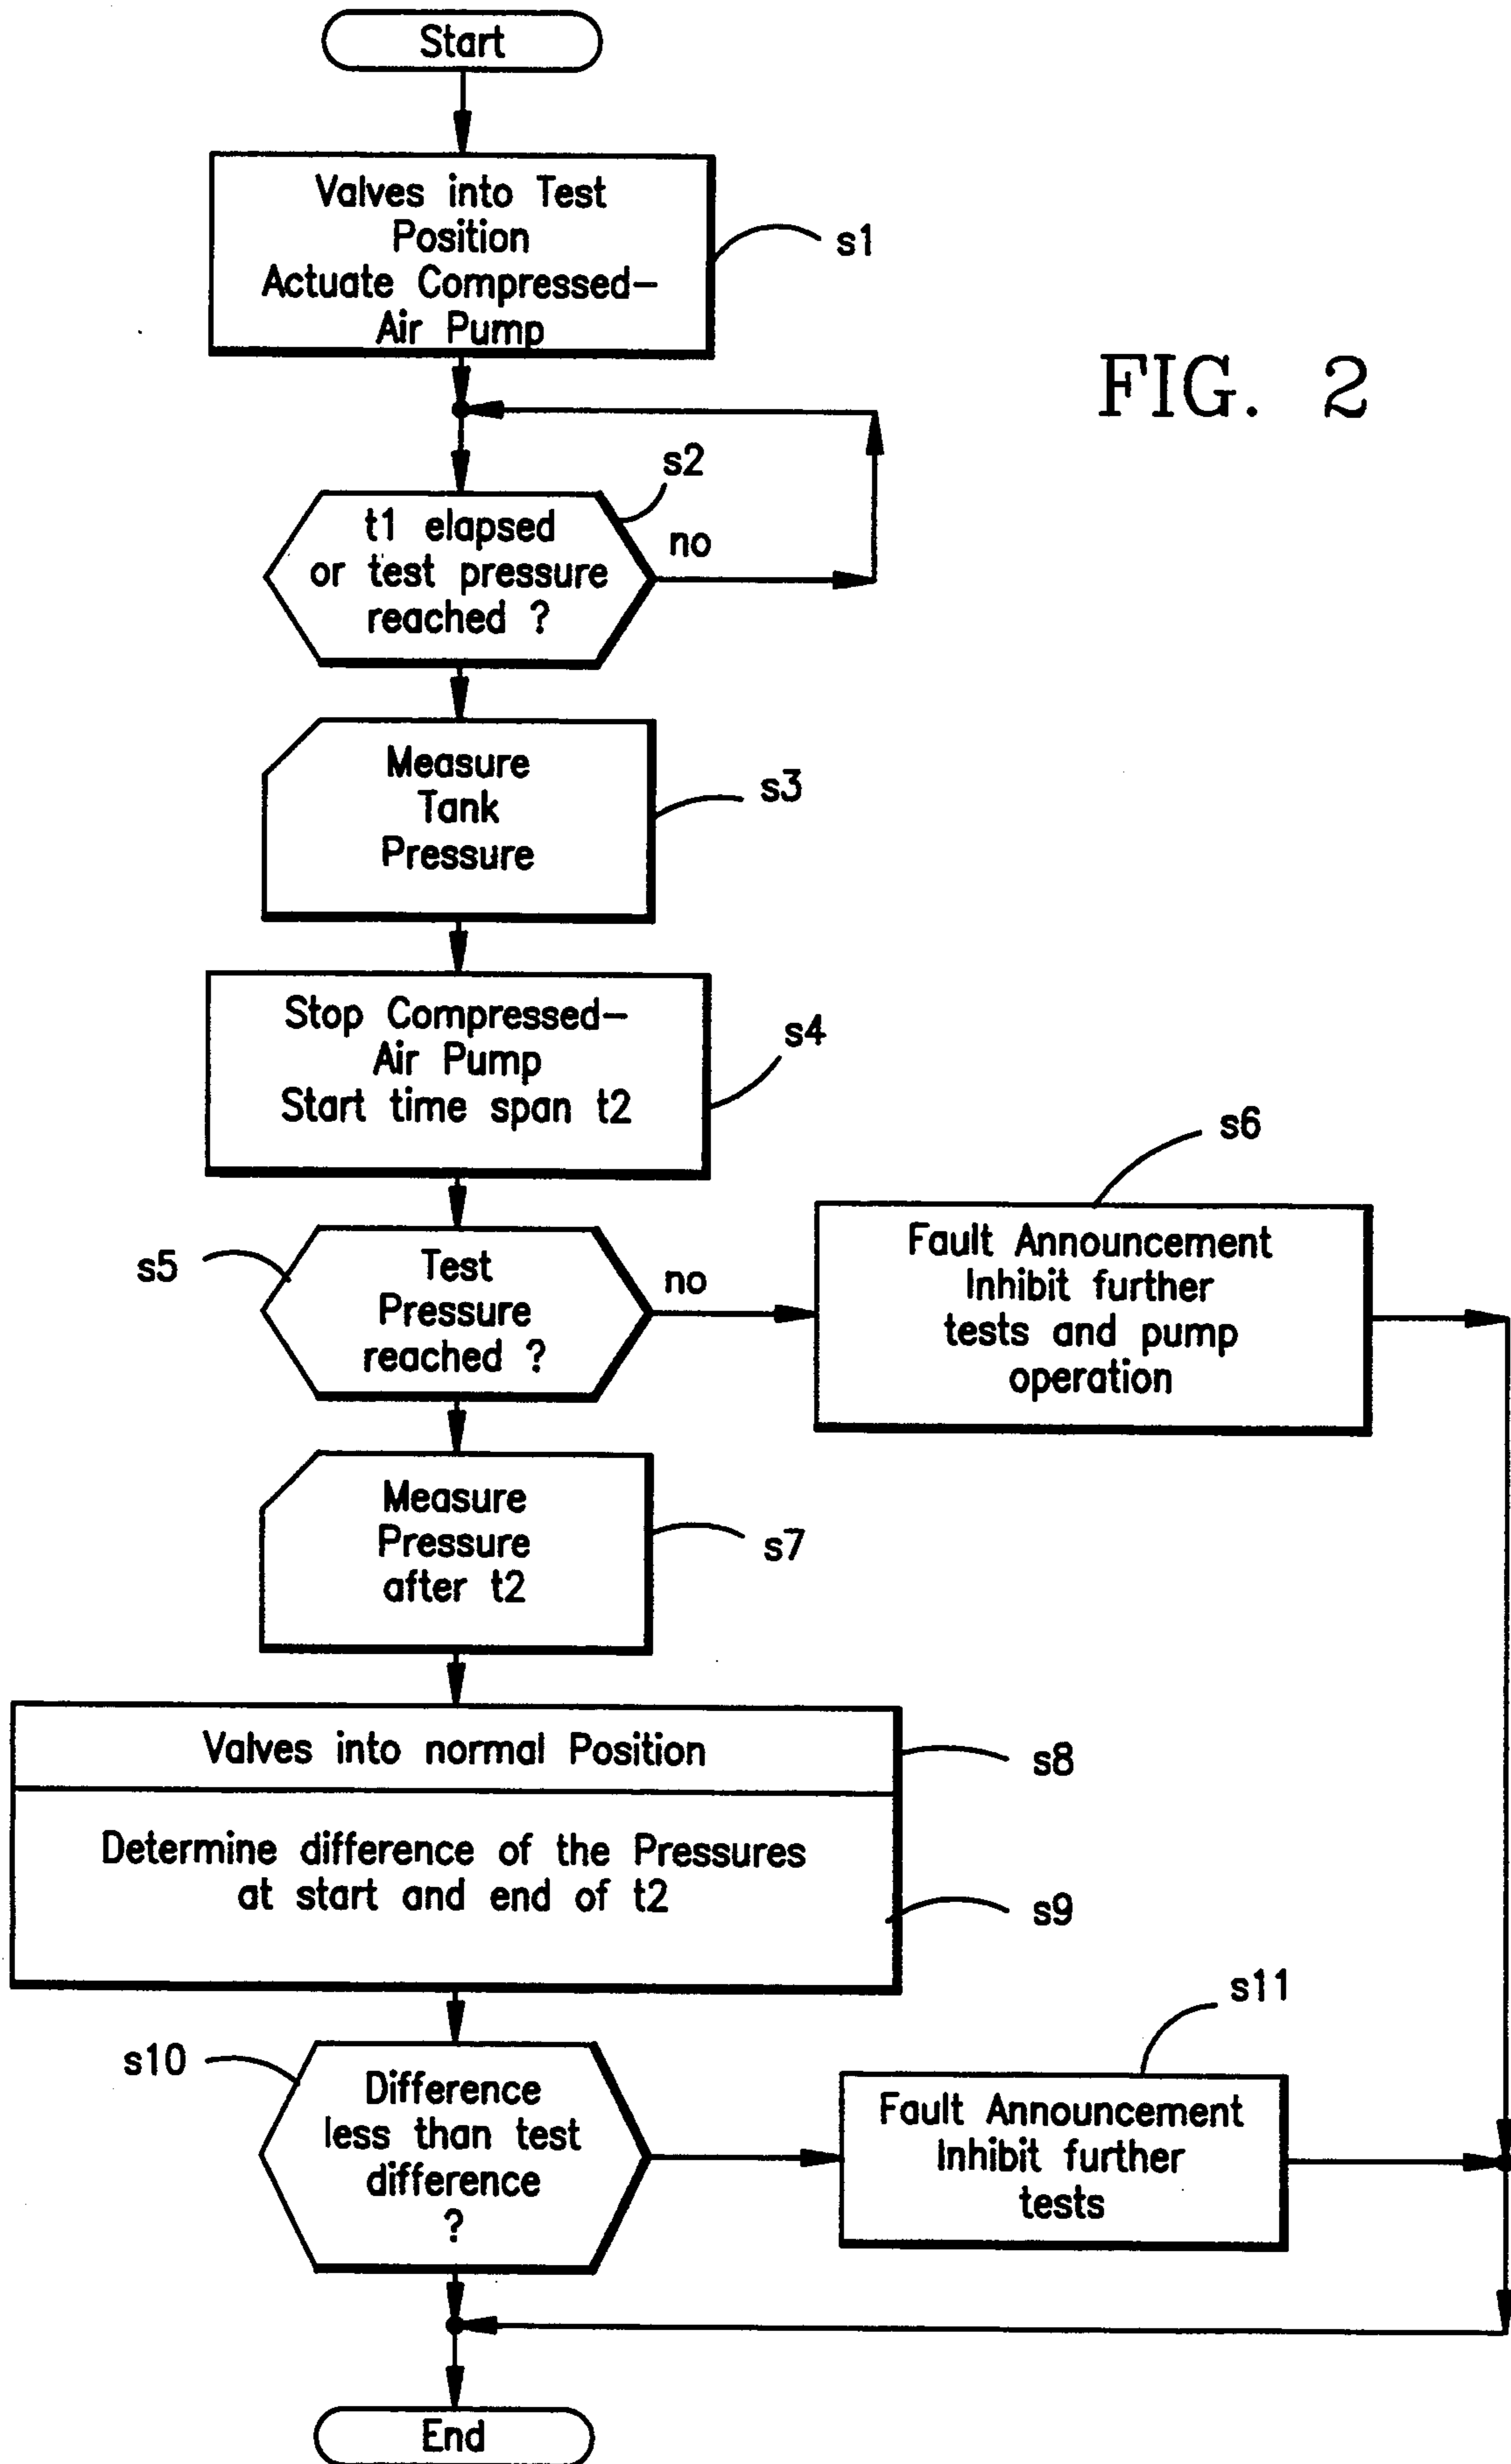 Start
Valves into Test
Position
Actuate Compressed-
Air Pump
s1
FIG. 2
s2
t1 elapsed
or test pressure
reached ?
no
Measure
Tank
Pressure
s3
Stop Compressed-
Air Pump
Start time span t2
s4
s5
Test
Pressure
reached ?
no
s6
Fault Announcement
Inhibit further
tests and pump
operation
Measure
Pressure
after t2
s7
Valves into normal Position
s8
Determine difference of the Pressures
at start and end of t2
s9
s10
Difference
less than test
difference
?
s11
Fault Announcement
Inhibit further
tests
End